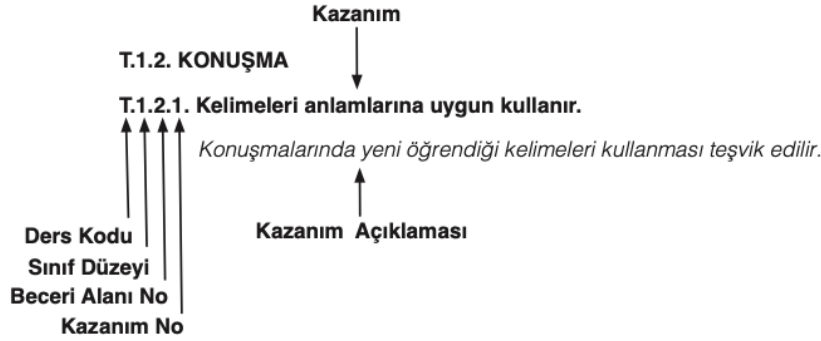 Kazanım
T.1.2. KONUŞMA
T.1.2.1. Kelimeleri anlamlarına uygun kullanır.
Konuşmalarında yeni öğrendiği kelimeleri kullanması teşvik edilir.
Ders Kodu
Kazanım Açıklaması
Sınıf Düzeyi
Beceri Alanı No
Kazanım No